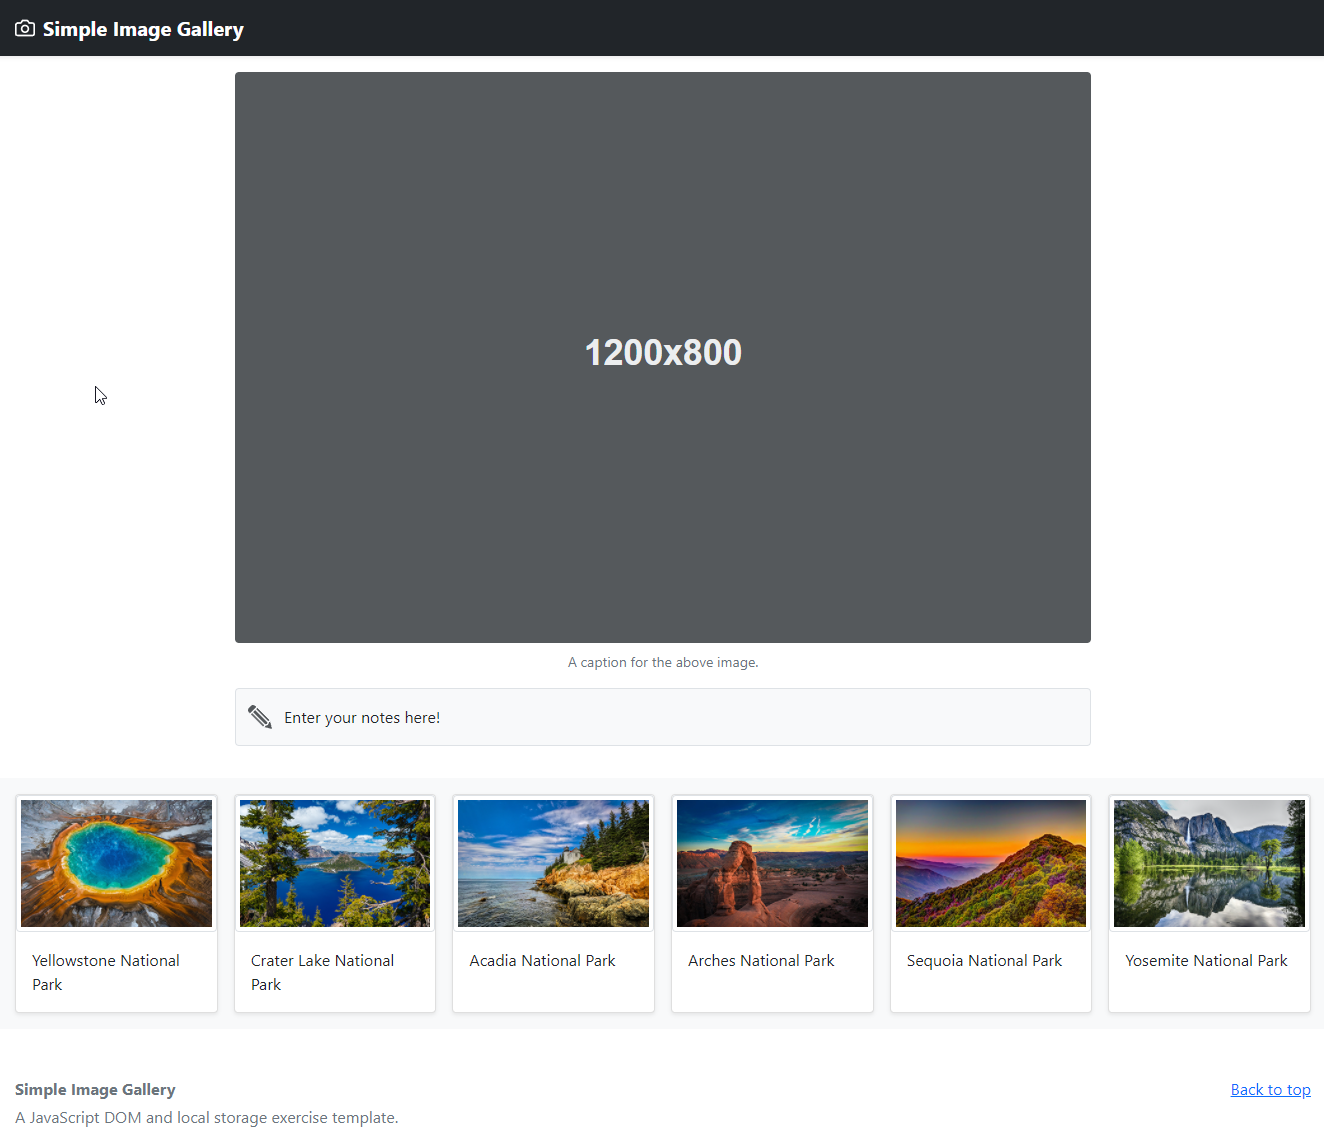 Simple Image Gallery
1200x800
A caption for the above image.
Enter your notes here!
Yellowstone National
Park
Crater Lake National
Park
Acadia National Park
Arches National Park
Sequoia National Park
Yosemite National Park
Simple Image Gallery
Back to top
A JavaScript DOM and local storage exercise template.